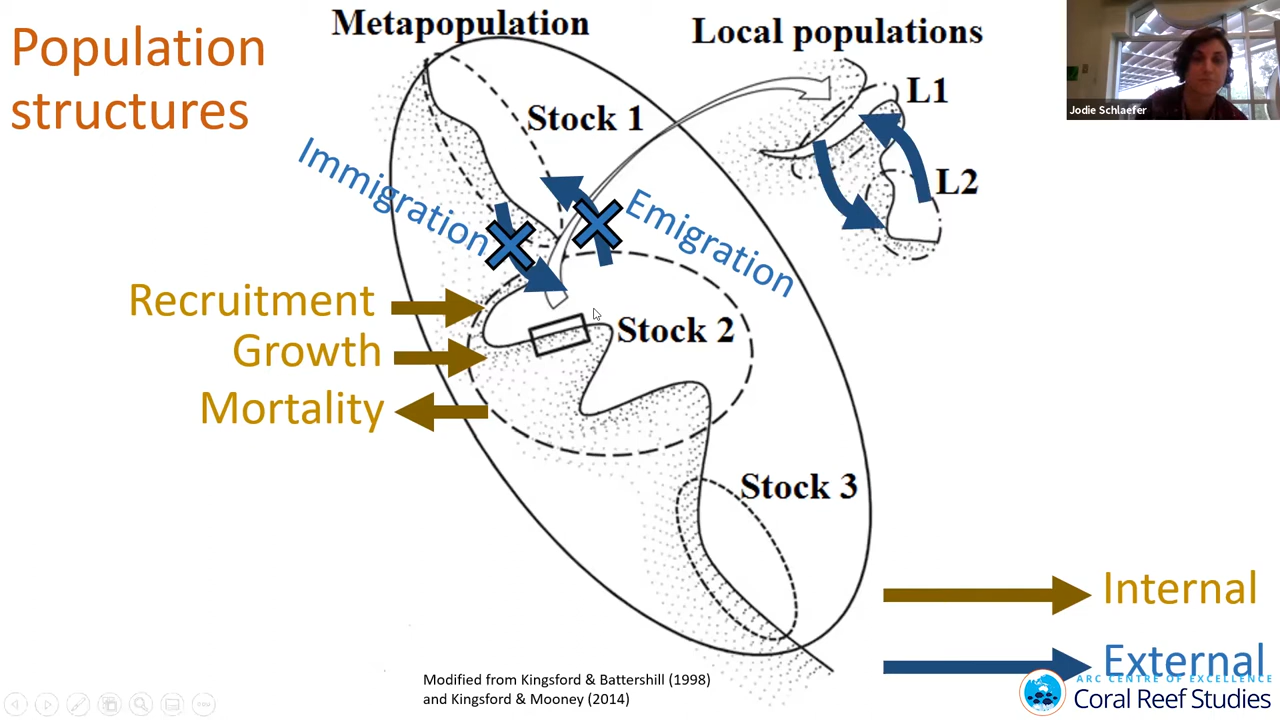 Population
structures
Metapopulation
Local populations
Jodie Schlaefer
L1
Stock 1
L2
Immigration
Emigration
Recruitment
Stock 2
Growth
Mortality
Stock 3
Internal
External
Modified from Kingsford & Battershill (1998)
and Kingsford & Mooney (2014)
ARC CENTRE OF EXCELLENCE
Coral Reef Studies